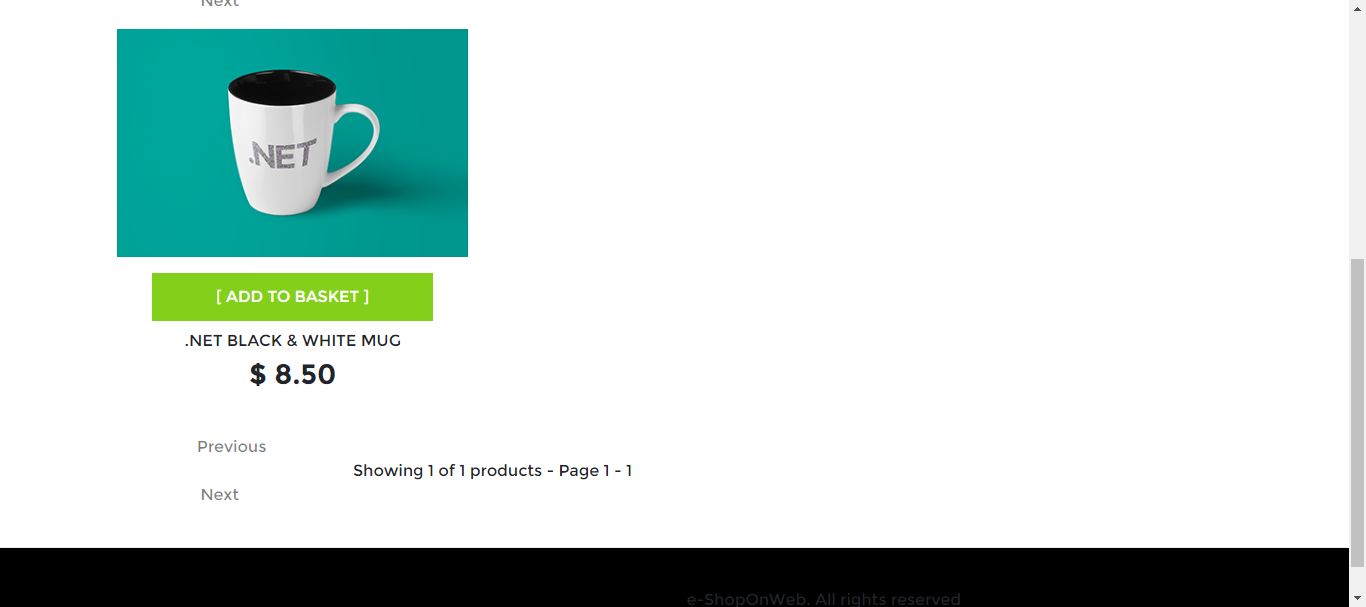 Next
.NET
[ ADD TO BASKET ]
.NET BLACK & WHITE MUG
$ 8.50
Previous
Showing 1 of 1 products - Page 1 - 1
Next
e-ShopOnWeb. All rights reserved